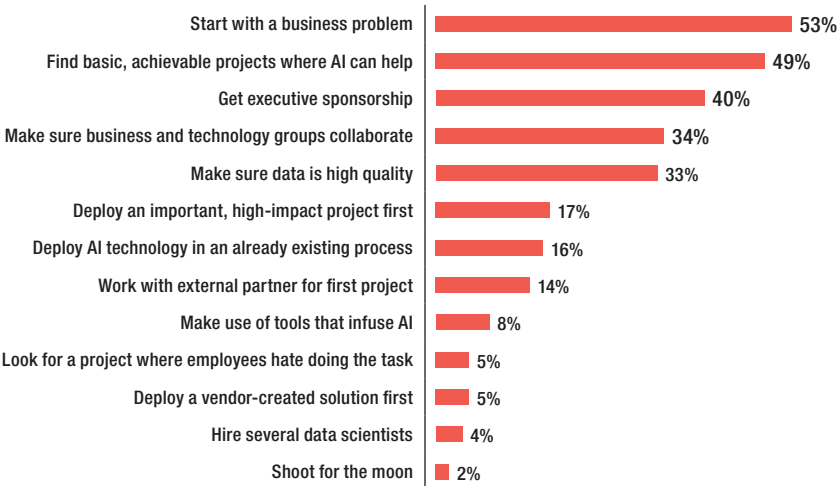 Start with a business problem 53%
Find basic, achievable projects where AI can help 49%
Get executive sponsorship 40%
Make sure business and technology groups collaborate 34%
Make sure data is high quality 33%
Deploy an important, high-impact project first 17%
Deploy AI technology in an already existing process 16%
Work with external partner for first project 14%
Make use of tools that infuse AI 8%
Look for a project where employees hate doing the task 5%
Deploy a vendor-created solution first 5%
Hire several data scientists 4%
Shoot for the moon 2%